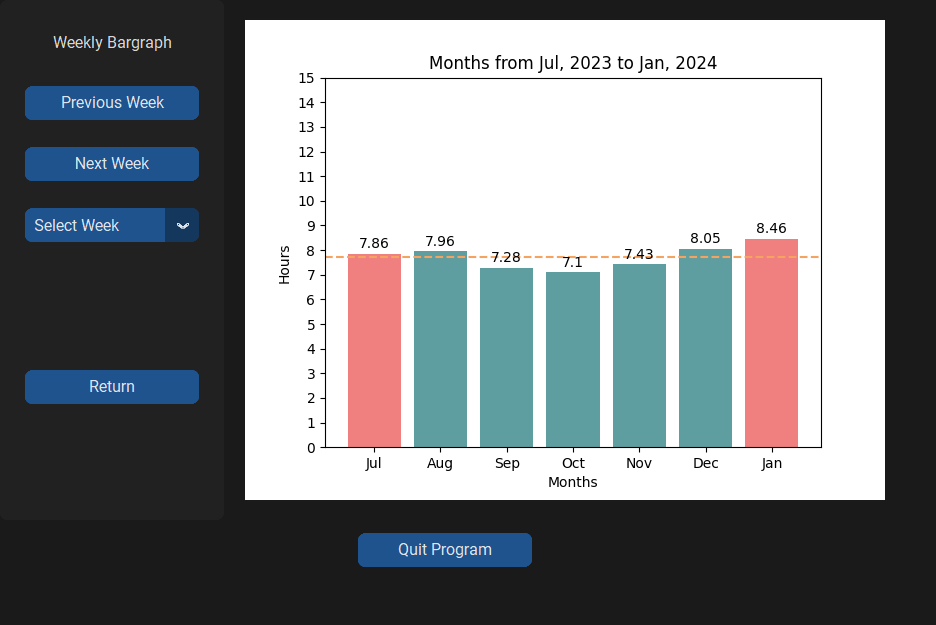 Weekly Bargraph
Previous Week
Next Week
Select Week
Return
Months from Jul, 2023 to Jan, 2024
15
14
13
12
11
10
9
8
7
6
5
4
3
2
1
0
Hours
7.86 7.96 7.28 7.1 7.43 8.05 8.46
Jul Aug Sep Oct Nov Dec Jan
Months
Quit Program